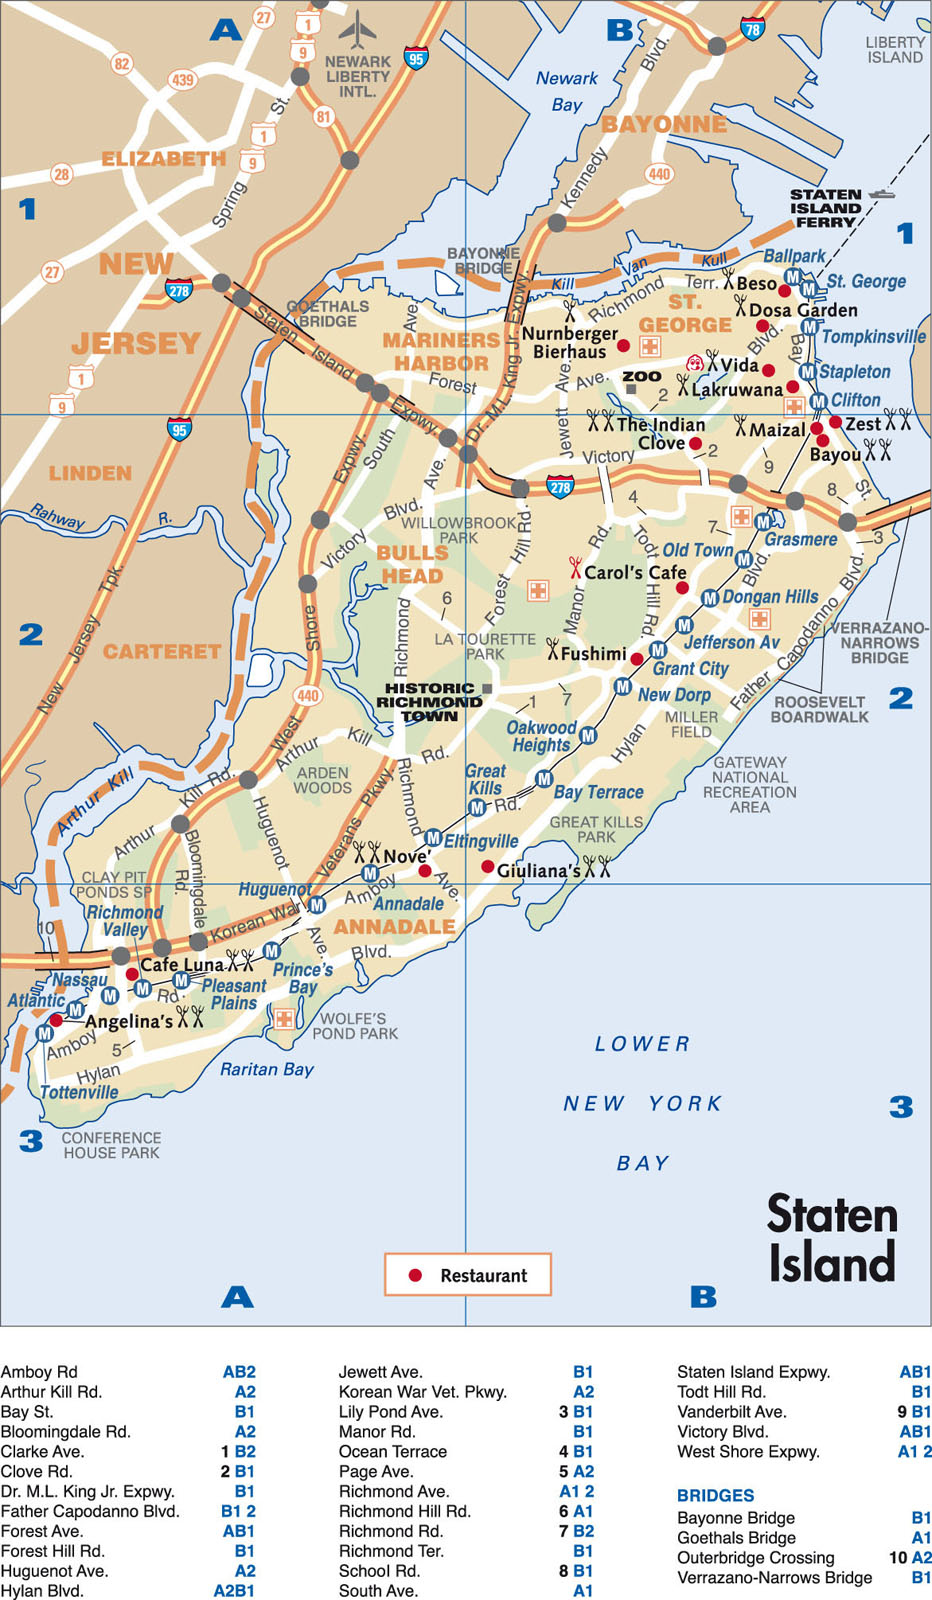 A
B
27
1
9
95
78
82
439
NEWARK
LIBERTY
INTL.
Newark
Bay
Blvd.
LIBERTY
ISLAND
St.
81
BAYONNE
1
9
ELIZABETH
28
Kennedy
440
1
Spring
STATEN
ISLAND
FERRY
1
27
NEW
278
BAYONNE
BRIDGE
Kill
Van
Kull
Ballpark
St. George
GOETHALS
BRIDGE
Richmond
Terr.
Beso
Staten
Island
Expwy.
Ave.
Dr. M.L. King Jr. Expwy.
ST.
GEORGE
Dosa Garden
JERSEY
MARINERS
HARBOR
Nurnberger
Bierhaus
Blvd.
Bay
Tompkinsville
1
9
Forest
Ave.
ZOO
Vida
Stapleton
2
Lakruwana
Clifton
95
Jewett Ave.
The Indian
Clove
Maizal
Zest
Bayou
LINDEN
Expwy.
South
Ave.
Victory
2
9
278
Rahway
R.
Blvd.
WILLOWBROOK
PARK
4
8
St.
Victory
7
Grasmere
3
BULLS
HEAD
Forest Hill Rd.
Rd.
Todt
Old Town
Blvd.
Carol's Cafe
Dongan Hills
New Jersey Tpk.
6
Manor
Hill Rd.
Jefferson Av
VERRAZANO-
NARROWS
BRIDGE
2
Shore
Richmond
LA TOURETTE
PARK
Fushimi
Grant City
Father Capodanno Blvd.
CARTERET
440
HISTORIC
RICHMOND
TOWN
1
7
New Dorp
ROOSEVELT
BOARDWALK
2
West
Oakwood
Heights
MILLER
FIELD
Arthur
Kill
Rd.
Hylan
GATEWAY
NATIONAL
RECREATION
AREA
Arthur Kill
Arthur
Kill Rd.
ARDEN
WOODS
Great
Kills
Rd.
Bay Terrace
Huguenot
Richmond
GREAT KILLS
PARK
Bloomingdale
Rd.
Veterans Pkwy.
Nove'
Eltingville
Giuliana's
CLAY PIT
PONDS SP
Huguenot
Amboy
Ave.
Annadale
Richmond
Valley
Korean War
ANNADALE
10
Ave.
Blvd.
Cafe Luna
Prince's
Bay
Nassau
Atlantic
Rd.
Pleasant
Plains
Angelina's
WOLFE'S
POND PARK
Amboy
5
Hylan
Raritan Bay
Tottenville
LOWER
NEW YORK
BAY
3
3
CONFERENCE
HOUSE PARK
Staten
Island
Restaurant
A
B
Amboy Rd AB2
Arthur Kill Rd. A2
Bay St. B1
Bloomingdale Rd. A2
Clarke Ave. 1 B2
Clove Rd. 2 B1
Dr. M.L. King Jr. Expwy. B1
Father Capodanno Blvd. B1 2
Forest Ave. AB1
Forest Hill Rd. B1
Huguenot Ave. A2
Hylan Blvd. A2B1
Jewett Ave. B1
Korean War Vet. Pkwy. A2
Lily Pond Ave. 3 B1
Manor Rd. B1
Ocean Terrace 4 B1
Page Ave. 5 A2
Richmond Ave. A1 2
Richmond Hill Rd. 6 A1
Richmond Rd. 7 B2
Richmond Ter. B1
School Rd. 8 B1
South Ave. A1
Staten Island Expwy. AB1
Todt Hill Rd. B1
Vanderbilt Ave. 9 B1
Victory Blvd. AB1
West Shore Expwy. A1 2
BRIDGES
Bayonne Bridge B1
Goethals Bridge A1
Outerbridge Crossing 10 A2
Verrazano-Narrows Bridge B1